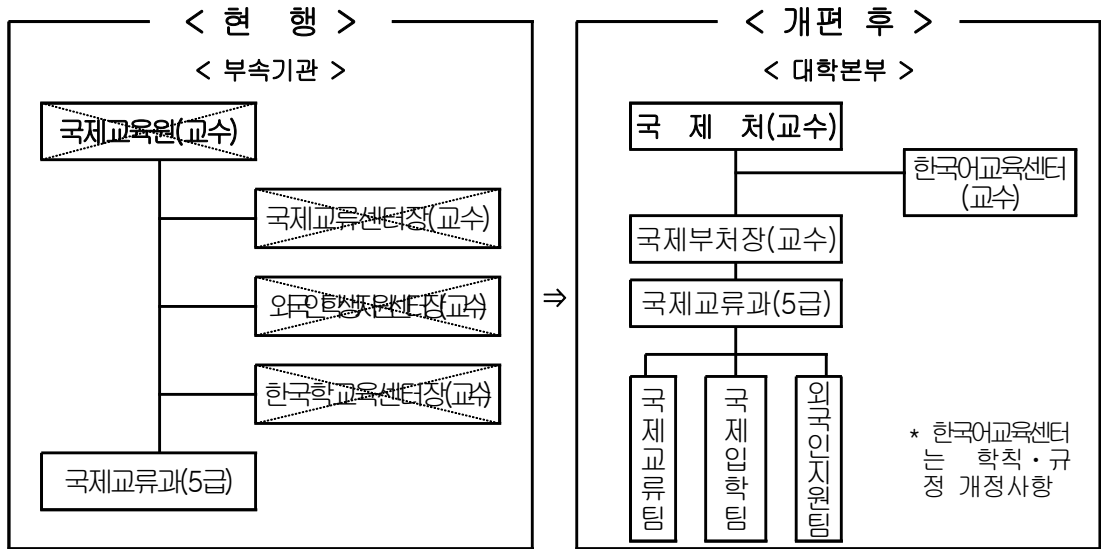 < 현 행 >
< 부속기관 >
국제교육원(교수)
국제교류센터장(교수)
외국인학생지원센터장(교수)
한국학교육센터장(교수)
국제교류과(5급)
⇒
< 개편 후 >
< 대학본부 >
국 제 처(교수)
한국어교육센터
(교수)
국제부처장(교수)
국제교류과(5급)
국제교류팀
국제입학팀
외국인지원팀
* 한국어교육센터
는 학칙·규
정 개정사항